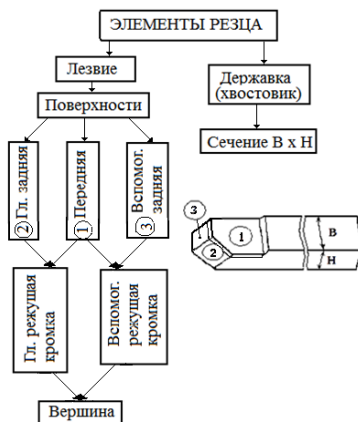 ЭЛЕМЕНТЫ РЕЗЦА
Лезвие
Державка
(хвостовик)
Поверхности
Сечение В х Н
Гл. задняя
2
Передняя
1
Вспомог.
задняя
3
Гл. режущая
кромка
Вспомог.
режущая
кромка
Вершина
3
2
1
В
Н